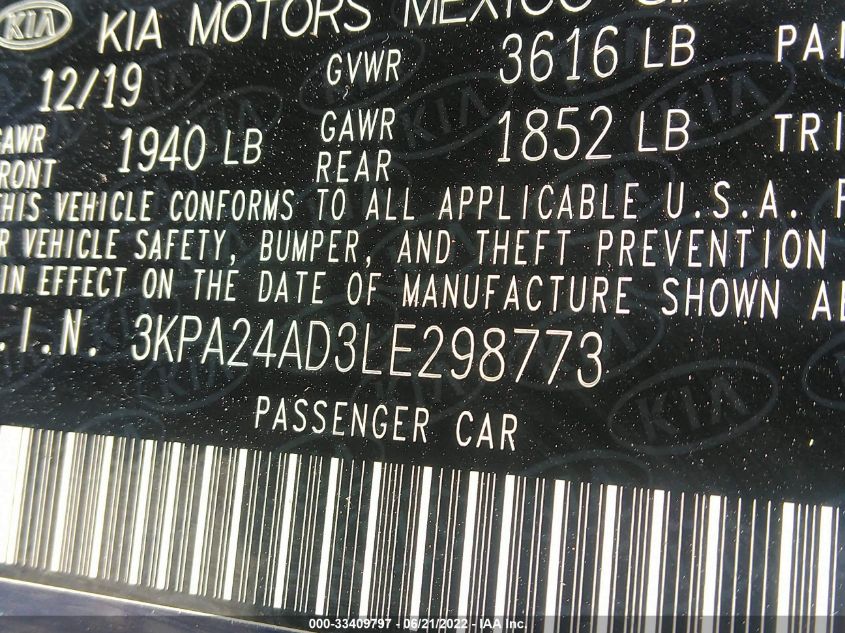 KIA KIA MOTORS MEXICO
12/19 GVWR 3616 LB
GAWR FRONT 1940 LB GAWR REAR 1852 LB
THIS VEHICLE CONFORMS TO ALL APPLICABLE U.S.A.
VEHICLE SAFETY, BUMPER, AND THEFT PREVENTION
IN EFFECT ON THE DATE OF MANUFACTURE SHOWN
.I.N. 3KPA24AD3LE298773
PASSENGER CAR
000-33409797 - 06/21/2022 - IAA Inc.